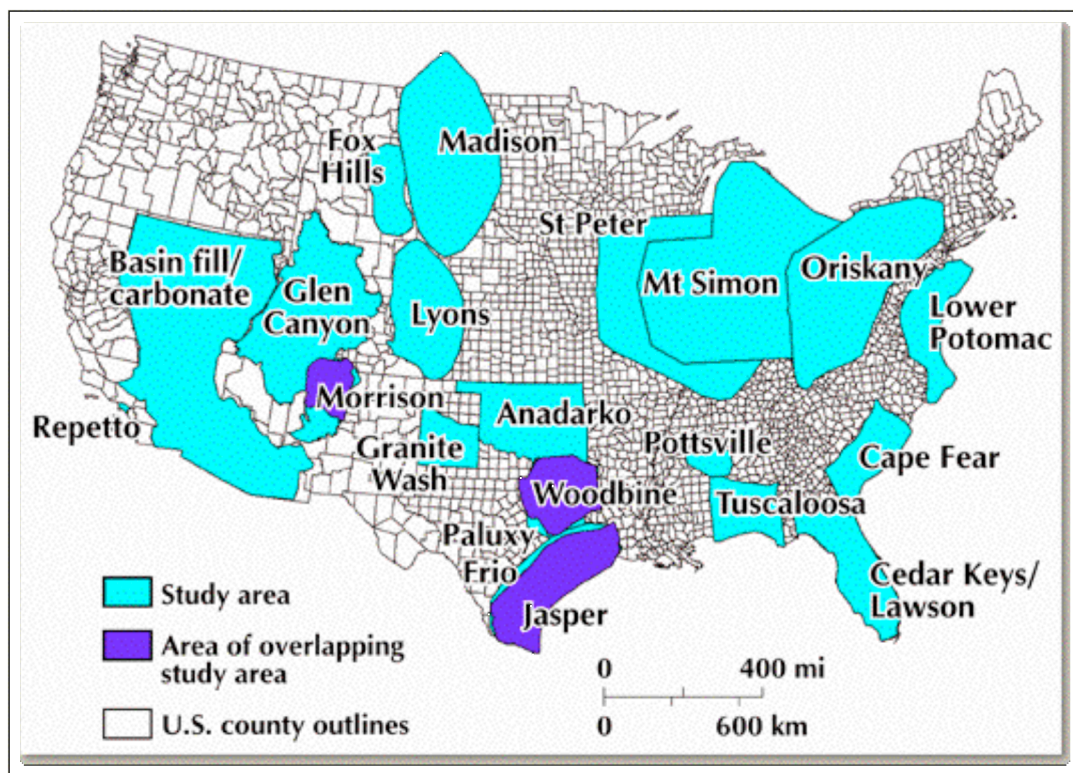 Fox
Hills
Madison
St Peter
Basin fill/
carbonate
Glen
Canyon
Lyons
Mt Simon
Oriskany
Lower
Potomac
Morrison
Repetto
Anadarko
Granite
Wash
Pottsville
Cape Fear
Woodbine
Tuscaloosa
Paluxy
Frio
Jasper
Cedar Keys/
Lawson
Study area
Area of overlapping
study area
U.S. county outlines
0 400 mi
0 600 km